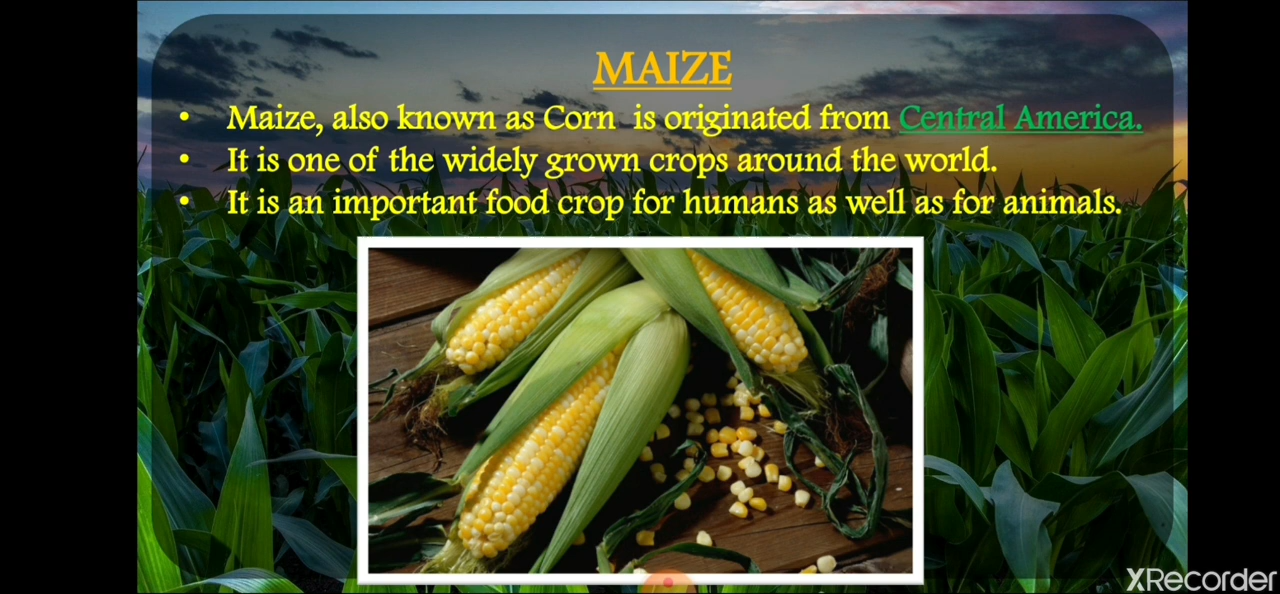 MAIZE
• Maize, also known as Corn is originated from Central America.
• It is one of the widely grown crops around the world.
• It is an important food crop for humans as well as for animals.
XRecorder